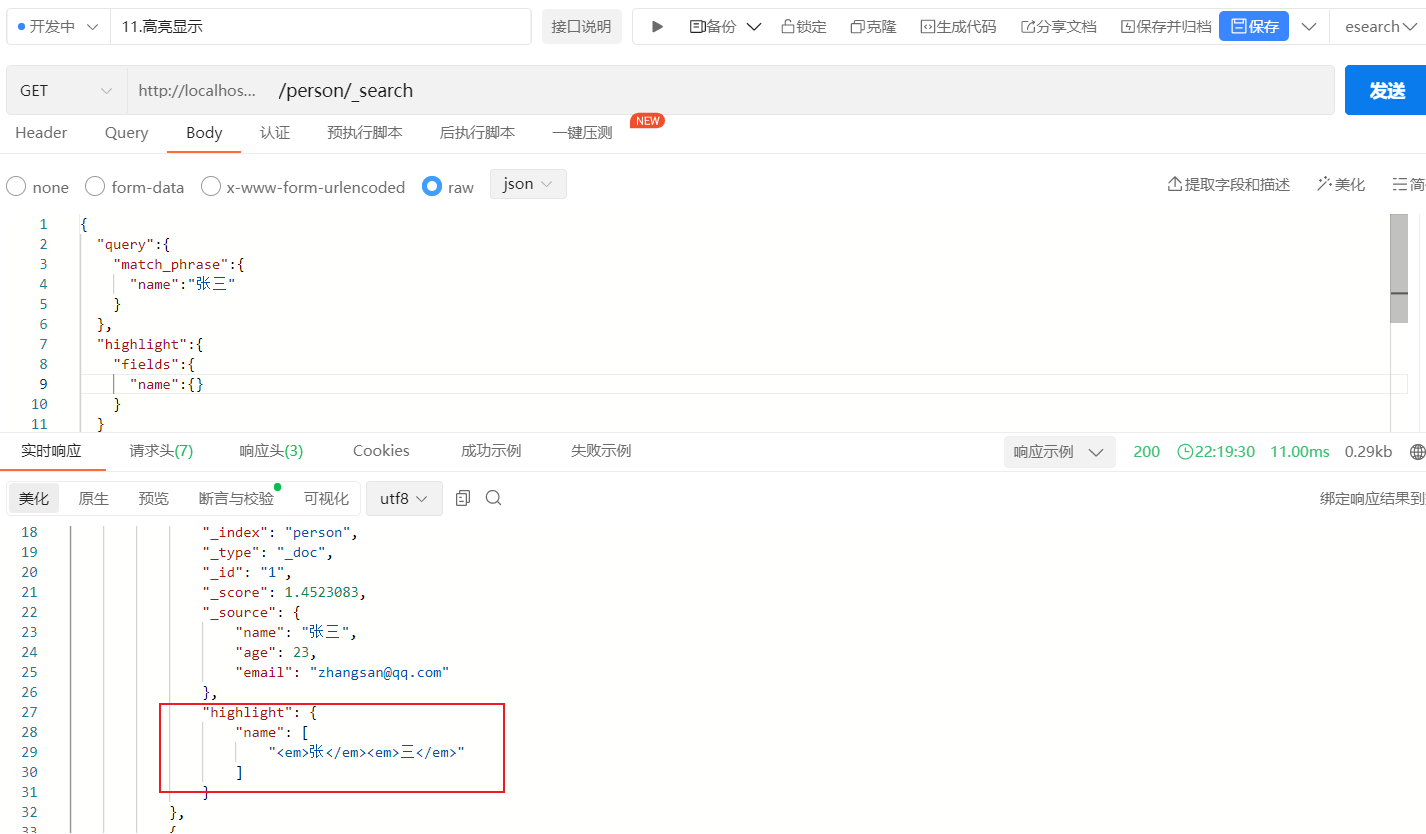 开发中 11.高亮显示 接口说明 备份 锁定 克隆 生成代码 分享文档 保存并归档 保存 esearch
GET http://localhos... /person/_search 发送
Header Query Body 认证 预执行脚本 后执行脚本 一键压测 NEW
none form-data x-www-form-urlencoded raw json 提取字段和描述 美化 简
1 {
2 "query":{
3 "match_phrase":{
4 "name":"张三"
5 }
6 },
7 "highlight":{
8 "fields":{
9 "name":{}
10 }
11 }
实时响应 请求头(7) 响应头(3) Cookies 成功示例 失败示例 响应示例 200 22:19:30 11.00ms 0.29kb
美化 原生 预览 断言与校验 可视化 utf8 绑定响应结果到
18 "_index": "person",
19 "_type": "_doc",
20 "_id": "1",
21 "_score": 1.4523083,
22 "_source": {
23 "name": "张三",
24 "age": 23,
25 "email": "zhangsan@qq.com"
26 },
27 "highlight": {
28 "name": [
29 "<em>张</em><em>三</em>"
30 ]
31 }
32 },
33 {